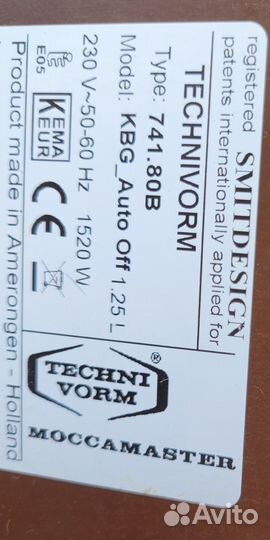 registered SMITDESIGN
patents internationally applied for
TECHNIVORM
Type: 741.80B
Model: KBG_Auto Off 1.25 L
230 V~50-60 Hz 1520 W
E05
KEMA
KEUR
CE
Product made in Amerongen - Holland
TECHNI
VORM
®
MOCCAMASTER
Avito